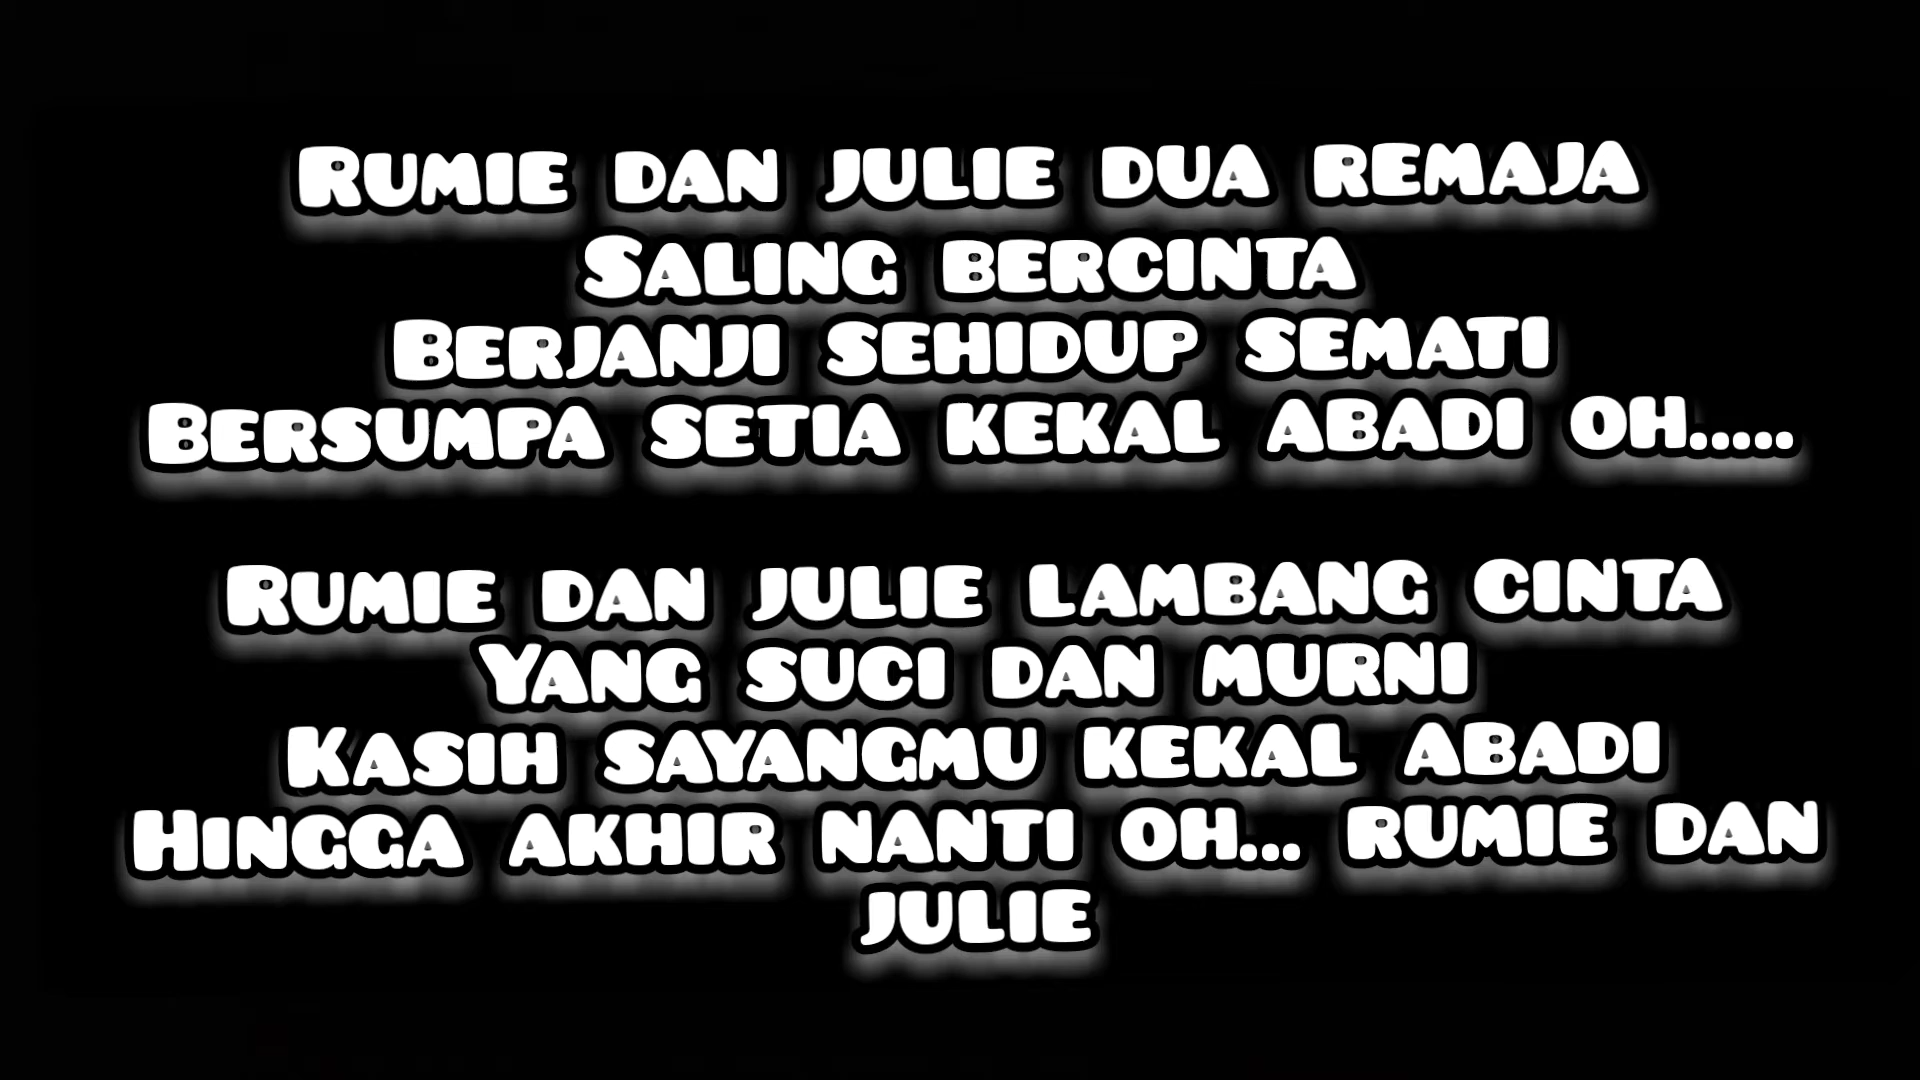 Rumie dan Julie dua remaja
Saling bercinta
Berjanji sehidup semati
Bersumpa setia kekal abadi oh.....
Rumie dan Julie lambang cinta
Yang suci dan murni
Kasih sayangmu kekal abadi
Hingga akhir nanti oh... Rumie dan
Julie